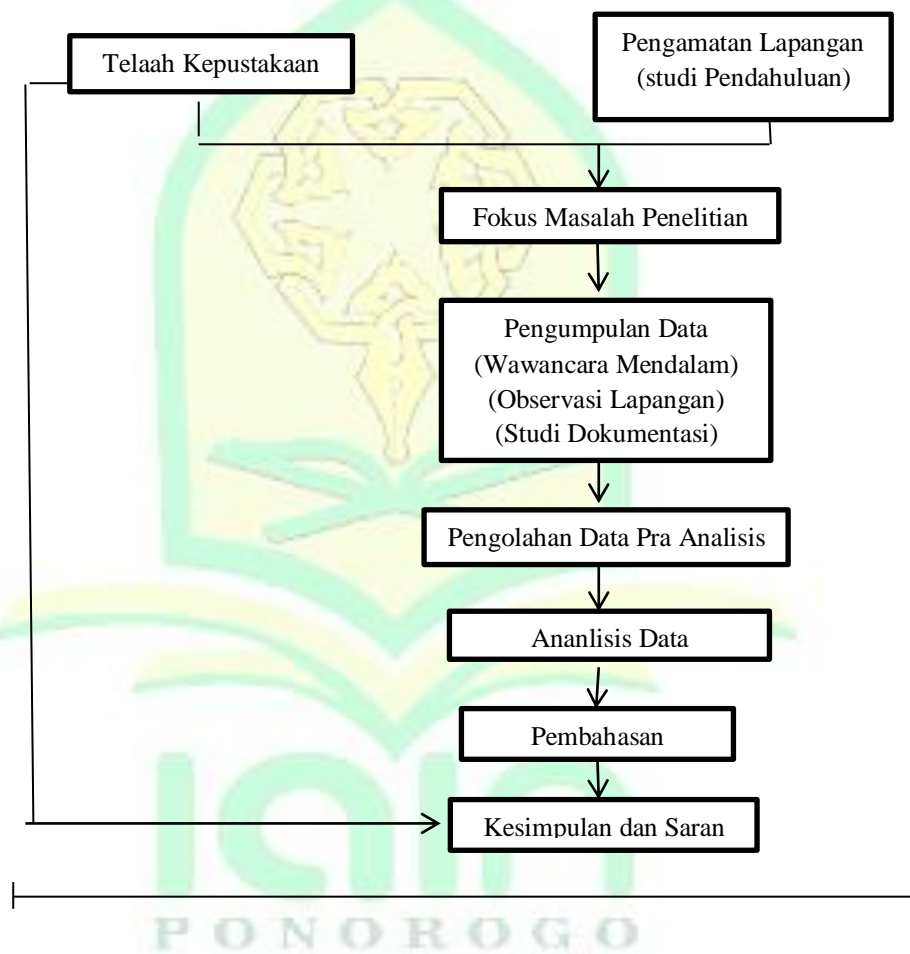 Telaah Kepustakaan
Pengamatan Lapangan
(studi Pendahuluan)
Fokus Masalah Penelitian
Pengumpulan Data
(Wawancara Mendalam)
(Observasi Lapangan)
(Studi Dokumentasi)
Pengolahan Data Pra Analisis
Ananlisis Data
Pembahasan
Kesimpulan dan Saran
iain
PONOROGO